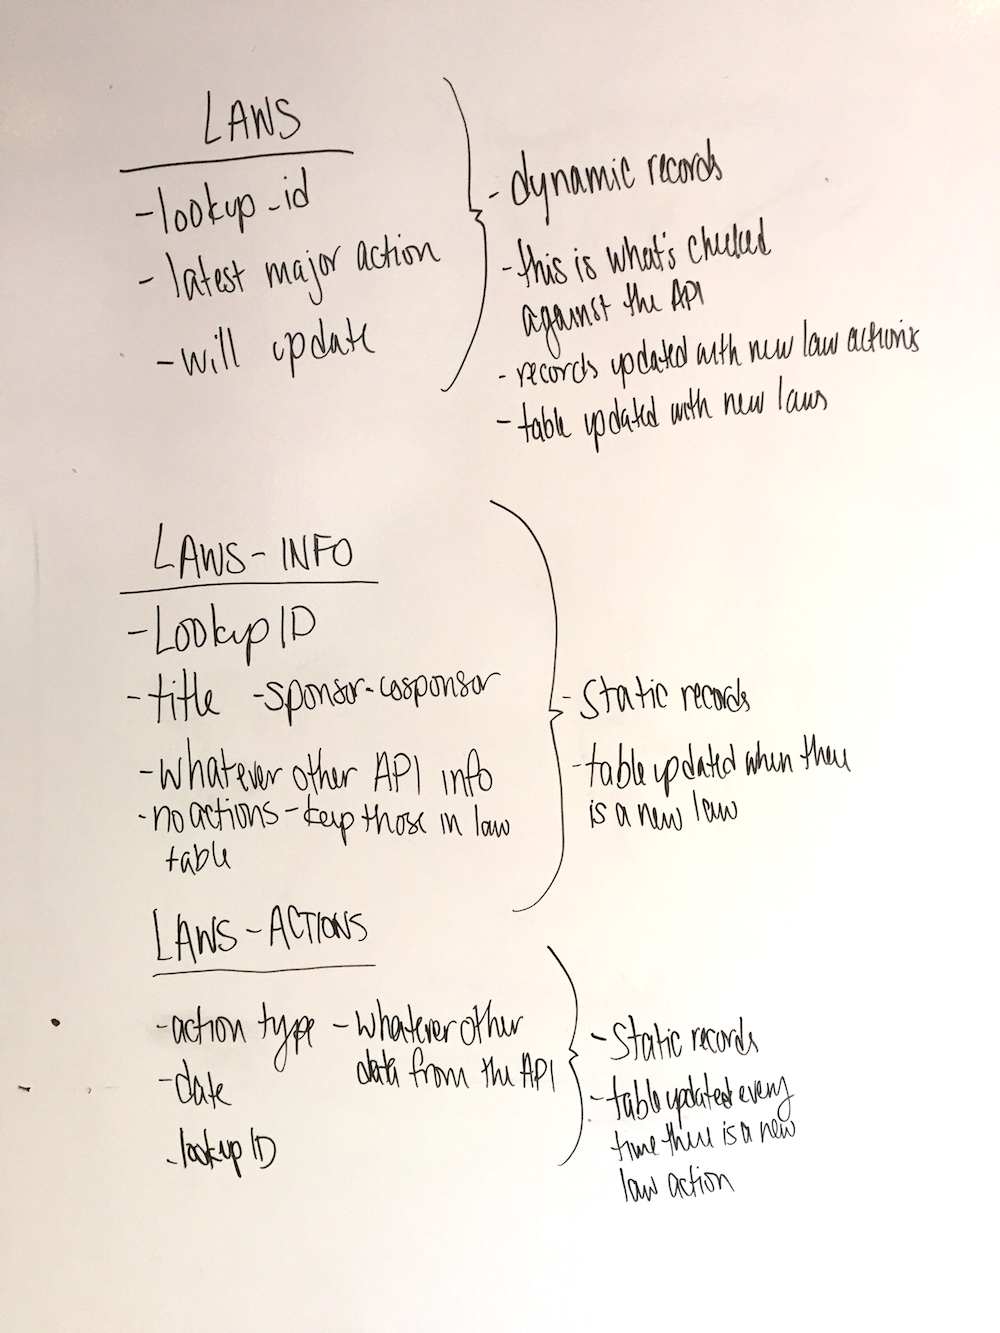 LAWS
- lookup_id
- latest major action
- will update
- dynamic records
- this is what's checked
against the API
- records updated with new law actions
- table updated with new laws
LAWS - INFO
- Lookup ID
- title - sponsor - cosponsor
- whatever other API info
- no actions - keep those in law
table
- Static records
- table updated when there
is a new law
LAWS - ACTIONS
- action type - whatever other
data from the API
- date
- lookup ID
- Static records
- table updated every
time there is a new
law action